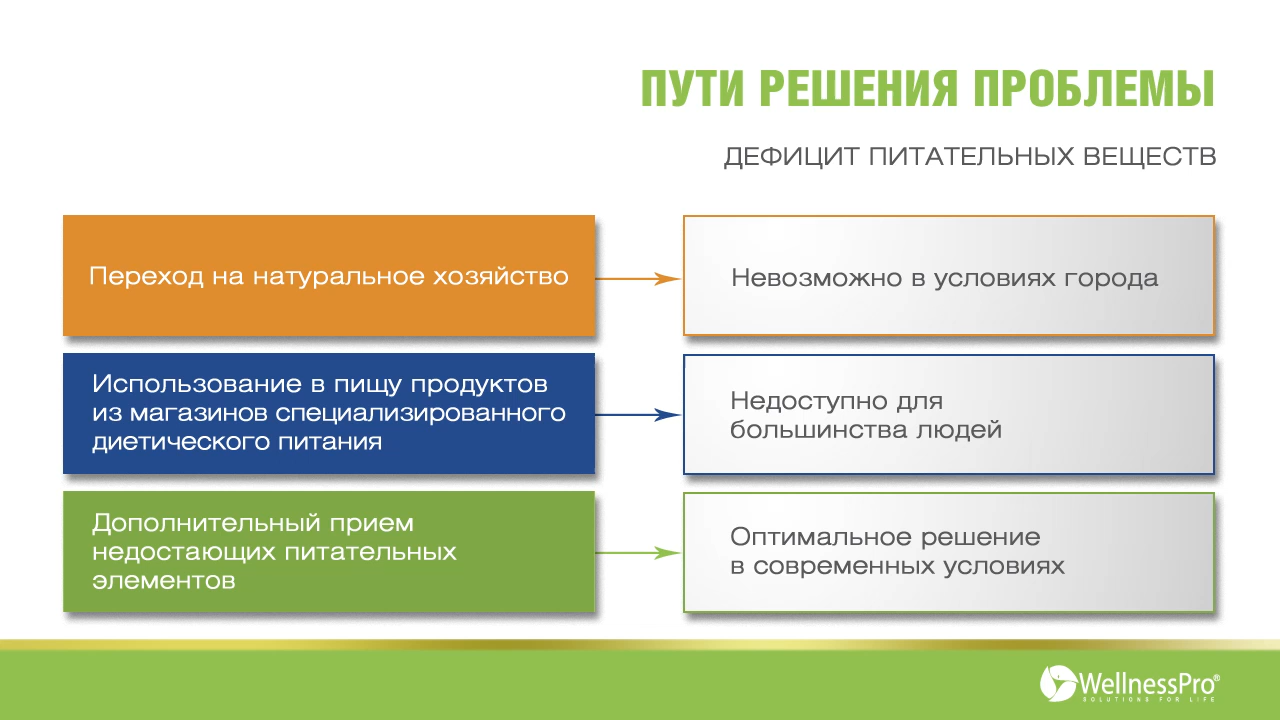 ПУТИ РЕШЕНИЯ ПРОБЛЕМЫ
ДЕФИЦИТ ПИТАТЕЛЬНЫХ ВЕЩЕСТВ
Переход на натуральное хозяйство
Невозможно в условиях города
Использование в пищу продуктов
из магазинов специализированного
диетического питания
Недоступно для
большинства людей
Дополнительный прием
недостающих питательных
элементов
Оптимальное решение
в современных условиях
WellnessPro®
SOLUTIONS FOR LIFE